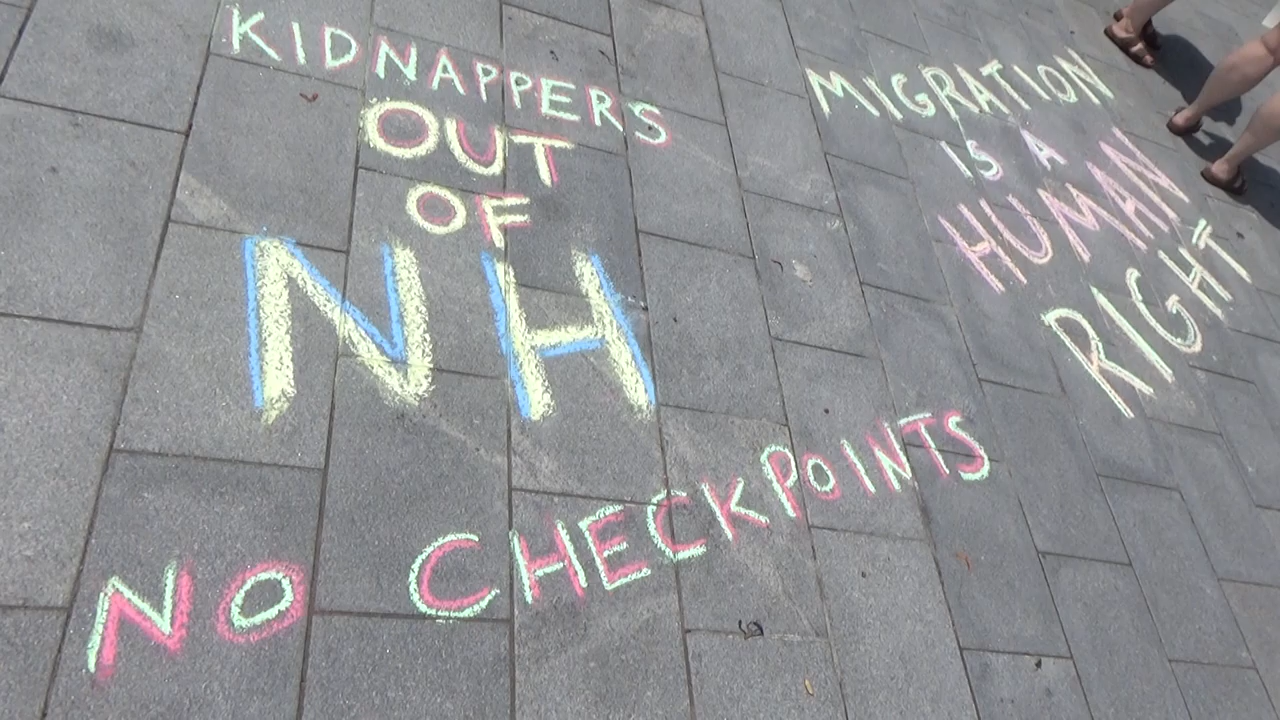 KIDNAPPERS
OUT
OF
NH
NO CHECKPOINTS
MIGRATION
IS A
HUMAN
RIGHT